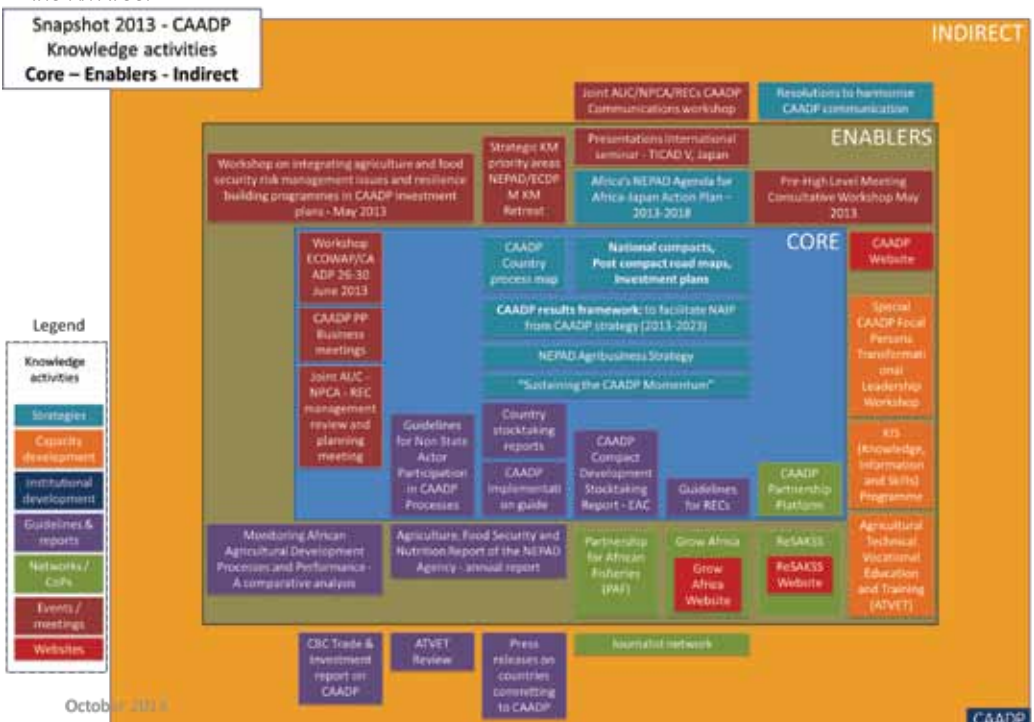 Snapshot 2013 - CAADP
Knowledge activities
Core – Enablers - Indirect
INDIRECT
Joint AUC/NPCA/RECs CAADP
Communications workshop
Resolutions to harmonise
CAADP communication
ENABLERS
Workshop on integrating agriculture and food
security risk management issues and resilience
building programmes in CAADP investment
plans - May 2013
Strategic KM
priority areas
NEPAD/ECDP
M KM
Retreat
Presentations International
seminar - TICAD V, Japan
Africa's NEPAD Agenda for
Africa-Japan Action Plan –
2013-2018
Pre-High Level Meeting
Consultative Workshop May
2013
CORE
Workshop
ECOWAP/CA
ADP 26-30
June 2013
CAADP
Country
process map
National compacts,
Post compact road maps,
Investment plans
CAADP
Website
CAADP PP
Business
meetings
CAADP results framework: to facilitate NAIP
from CAADP strategy (2013-2023)
NEPAD Agribusiness Strategy
"Sustaining the CAADP Momentum"
Special
CAADP Focal
Persons
Transformati
onal
Leadership
Workshop
Joint AUC -
NPCA - REC
management
review and
planning
meeting
Guidelines
for Non State
Actor
Participation
in CAADP
Processes
Country
stocktaking
reports
CAADP
Implementati
on guide
CAADP
Compact
Development
Stocktaking
Report - EAC
Guidelines
for RECs
CAADP
Partnership
Platform
KIS
(Knowledge,
Information
and Skills)
Programme
Monitoring African
Agricultural Development
Processes and Performance -
A comparative analysis
Agriculture, Food Security and
Nutrition Report of the NEPAD
Agency - annual report
Partnership
for African
Fisheries
(PAF)
Grow Africa
Grow
Africa
Website
ReSAKSS
ReSAKSS
Website
Agricultural
Technical
Vocational
Education
and Training
(ATVET)
CBC Trade &
Investment
report on
CAADP
ATVET
Review
Press
releases on
countries
committing
to CAADP
Journalist network
Legend
Knowledge
activities
Strategies
Capacity
development
Institutional
development
Guidelines &
reports
Networks /
CoPs
Events /
meetings
Websites
October 2013
CAADP